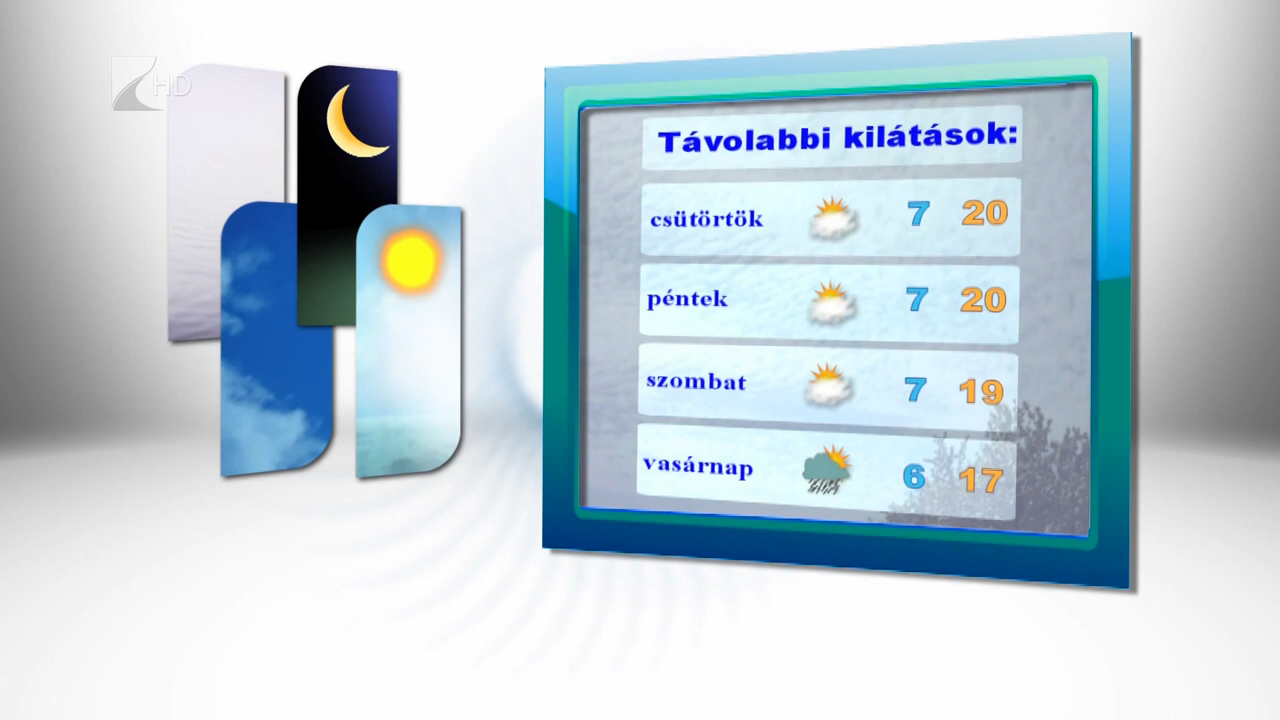 HD
Távolabbi kilátások:
csütörtök 7 20
péntek 7 20
szombat 7 19
vasárnap 6 17